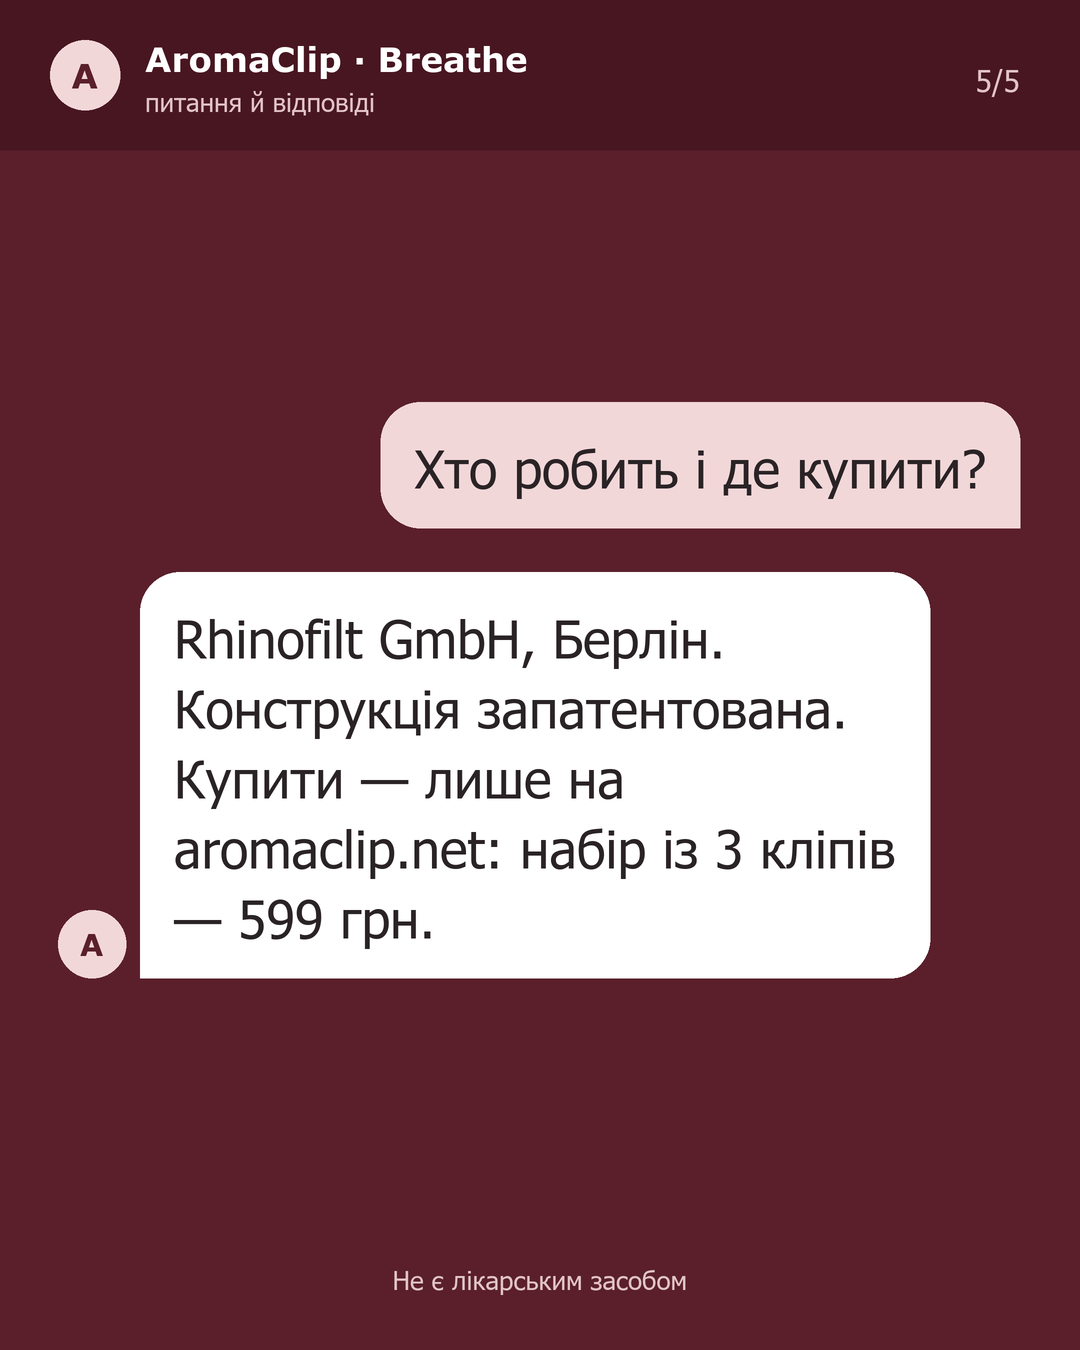 A
AromaClip · Breathe
питання й відповіді
5/5
Хто робить і де купити?
Rhinofilt GmbH, Берлін.
Конструкція запатентована.
Купити — лише на
aromaclip.net: набір із 3 кліпів
— 599 грн.
A
Не є лікарським засобом